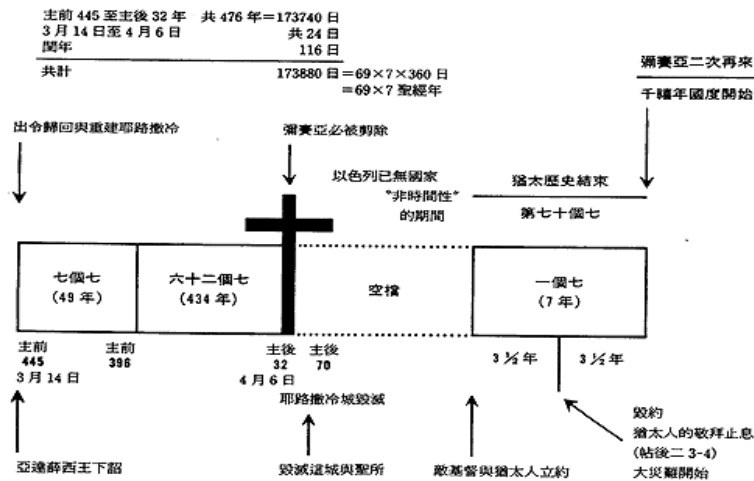 主前 445 至主後 32 年 共 476 年＝173740 日
3 月 14 日至 4 月 6 日 共 24 日
閏年 116 日
共計 173880 日＝69×7×360 日
＝69×7 聖經年
彌賽亞二次再來
千禧年國度開始
出令歸回與重建耶路撒冷
彌賽亞必被剪除
以色列已無國家
"非時間性"
的期間
猶太歷史結束
第七十個七
七個七
(49 年)
六十二個七
(434 年)
空檔
一個七
(7 年)
主前
445
3 月 14 日
主前
396
主後
32
4 月 6 日
主後
70
3 ½ 年
3 ½ 年
耶路撒冷城毀滅
亞達薛西王下詔
毀滅這城與聖所
敵基督與猶太人立約
毀約
猶太人的敬拜止息
(帖後二 3-4)
大災難開始